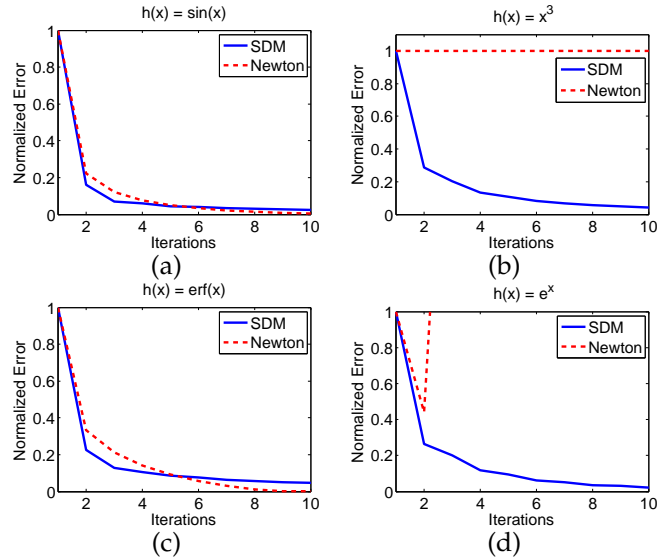 h(x) = sin(x)
Normalized Error
1
0.8
0.6
0.4
0.2
0
2
4
6
8
10
Iterations
SDM
Newton
(a)
h(x) = x³
Normalized Error
1
0.8
0.6
0.4
0.2
0
2
4
6
8
10
Iterations
SDM
Newton
(b)
h(x) = erf(x)
Normalized Error
1
0.8
0.6
0.4
0.2
0
2
4
6
8
10
Iterations
SDM
Newton
(c)
h(x) = eˣ
Normalized Error
1
0.8
0.6
0.4
0.2
0
2
4
6
8
10
Iterations
SDM
Newton
(d)